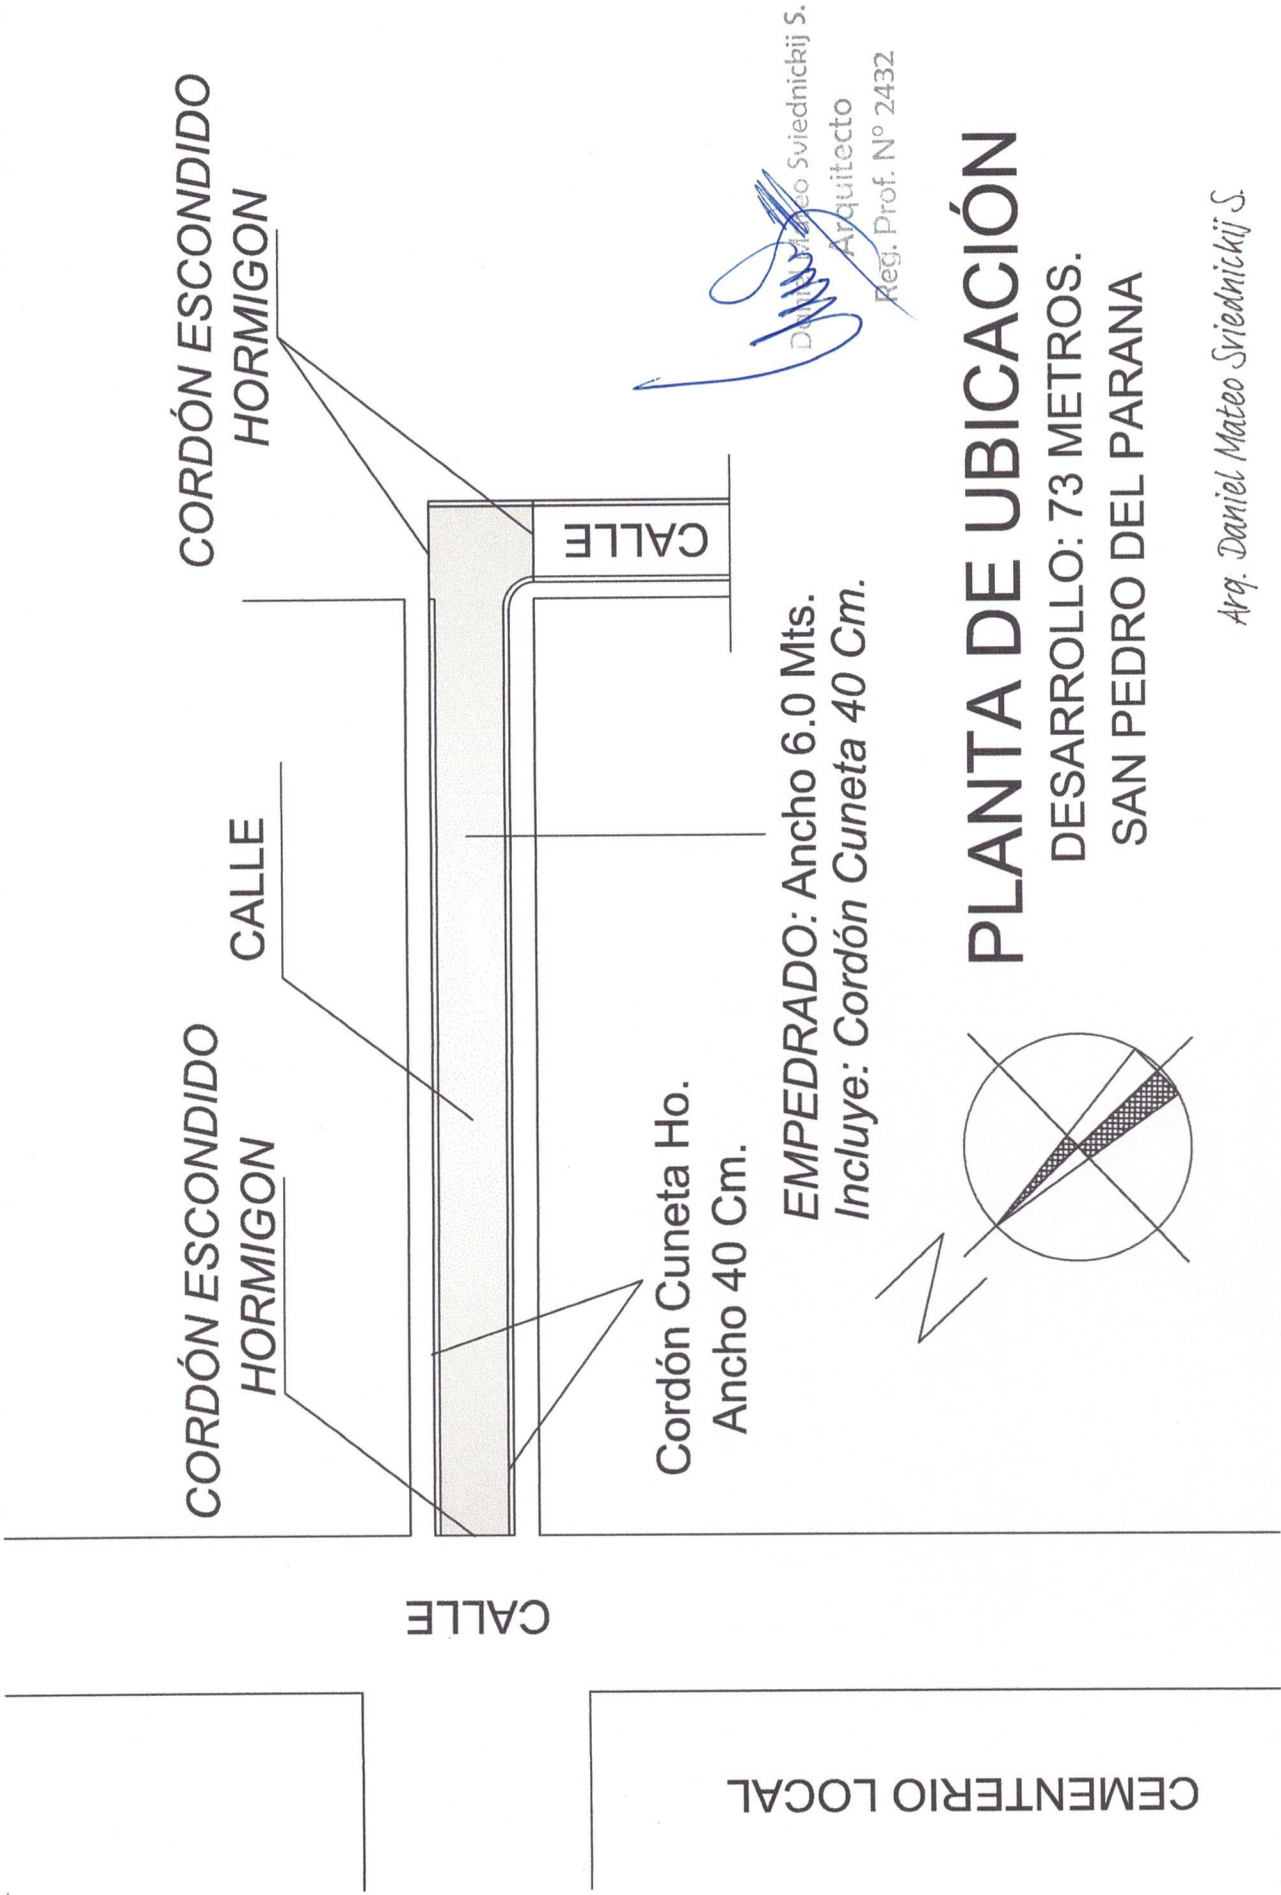 CORDÓN ESCONDIDO
HORMIGON
CALLE
CORDÓN ESCONDIDO
HORMIGON
CALLE
CALLE
CEMENTERIO LOCAL
Cordón Cuneta Ho.
Ancho 40 Cm.
EMPEDRADO: Ancho 6.0 Mts.
Incluye: Cordón Cuneta 40 Cm.
N
PLANTA DE UBICACIÓN
DESARROLLO: 73 METROS.
SAN PEDRO DEL PARANA
Daniel Mateo Sviednickij S.
Arquitecto
Reg. Prof. Nº 2432
Arq. Daniel Mateo Sviednickij S.